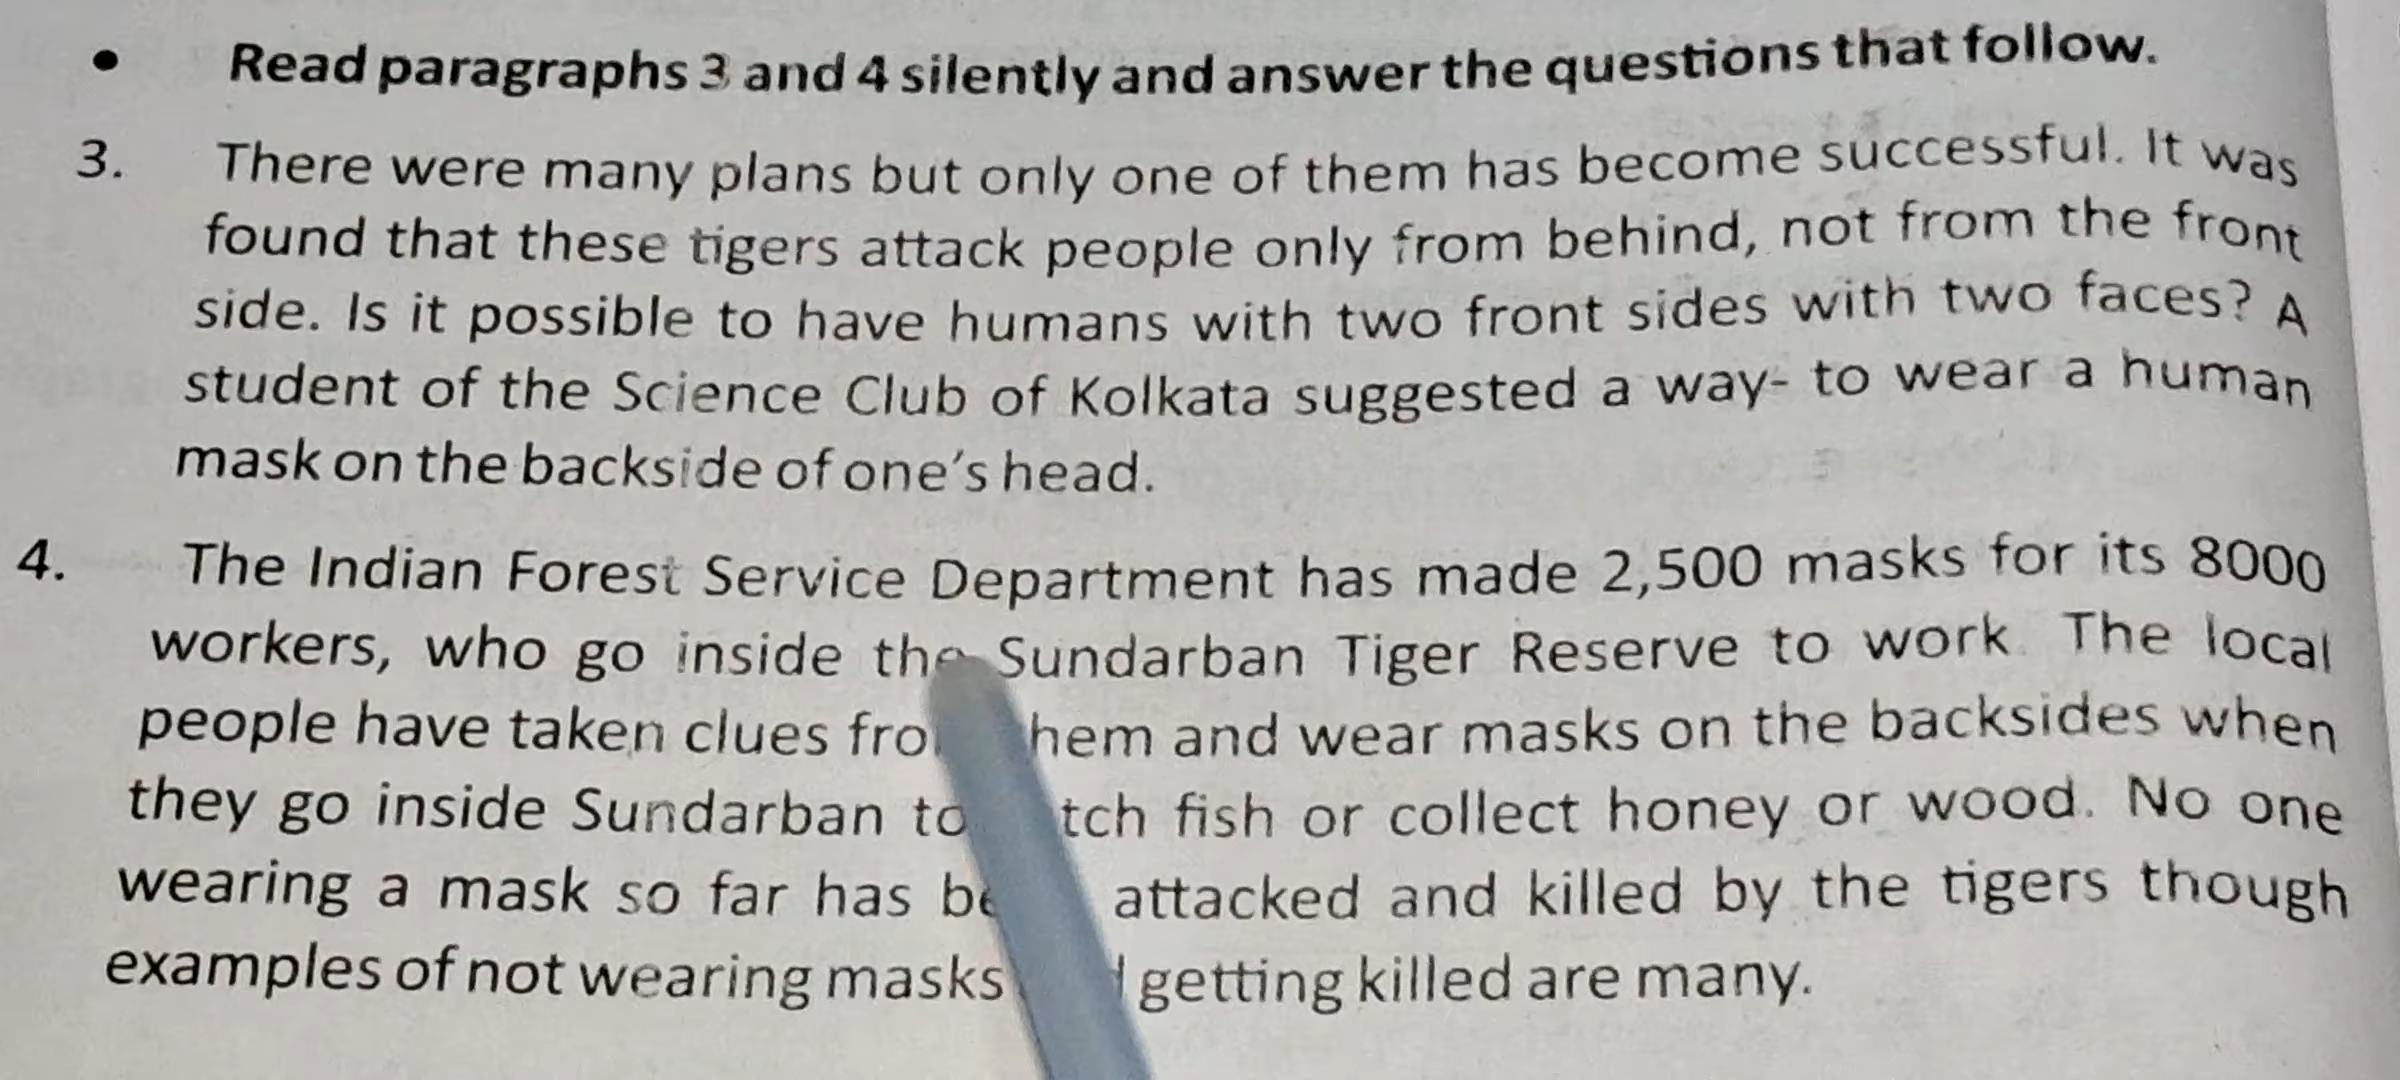 • Read paragraphs 3 and 4 silently and answer the questions that follow.
3. There were many plans but only one of them has become successful. It was
found that these tigers attack people only from behind, not from the front
side. Is it possible to have humans with two front sides with two faces? A
student of the Science Club of Kolkata suggested a way- to wear a human
mask on the backside of one's head.
4. The Indian Forest Service Department has made 2,500 masks for its 8000
workers, who go inside the Sundarban Tiger Reserve to work. The local
people have taken clues hem and wear masks on the backsides when
they go inside Sundarban tch fish or collect honey or wood. No one
wearing a mask so far has attacked and killed by the tigers though
examples of not wearing masks getting killed are many.